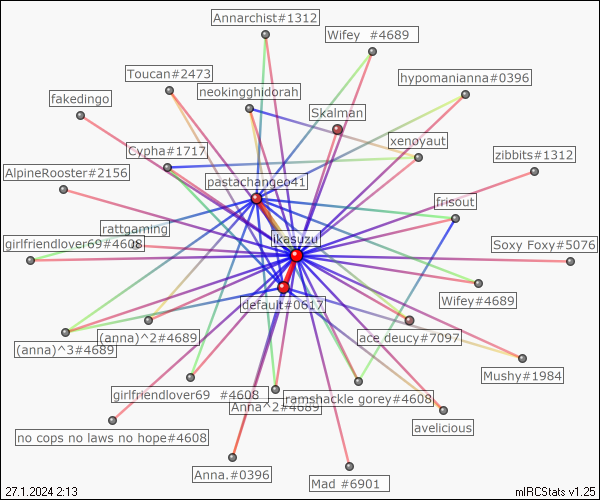 Annarchist#1312
Wifey  #4689
Toucan#2473
hypomanianna#0396
neokingghidorah
fakedingo
Skalman
xenoyaut
Cypha#1717
zibbits#1312
AlpineRooster#2156
pastachangeo41
frisout
rattgaming
ikasuzu
girlfriendlover69#4608
Soxy Foxy#5076
Wifey#4689
default#0617
(anna)^2#4689
ace deucy#7097
(anna)^3#4689
Mushy#1984
girlfriendlover69  #4608
ramshackle gorey#4608
Anna^2#4689
avelicious
no cops no laws no hope#4608
Anna.#0396
Mad #6901
27.1.2024 2:13
mIRCStats v1.25